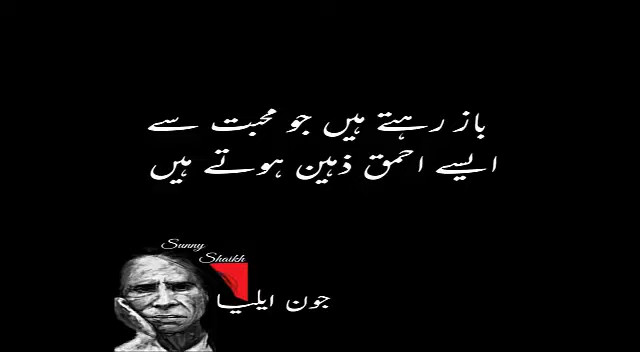 باز رہتے ہیں جو محبت سے
ایسے احمق ذہین ہوتے ہیں
Sunny
Shaikh
جون ایلیا